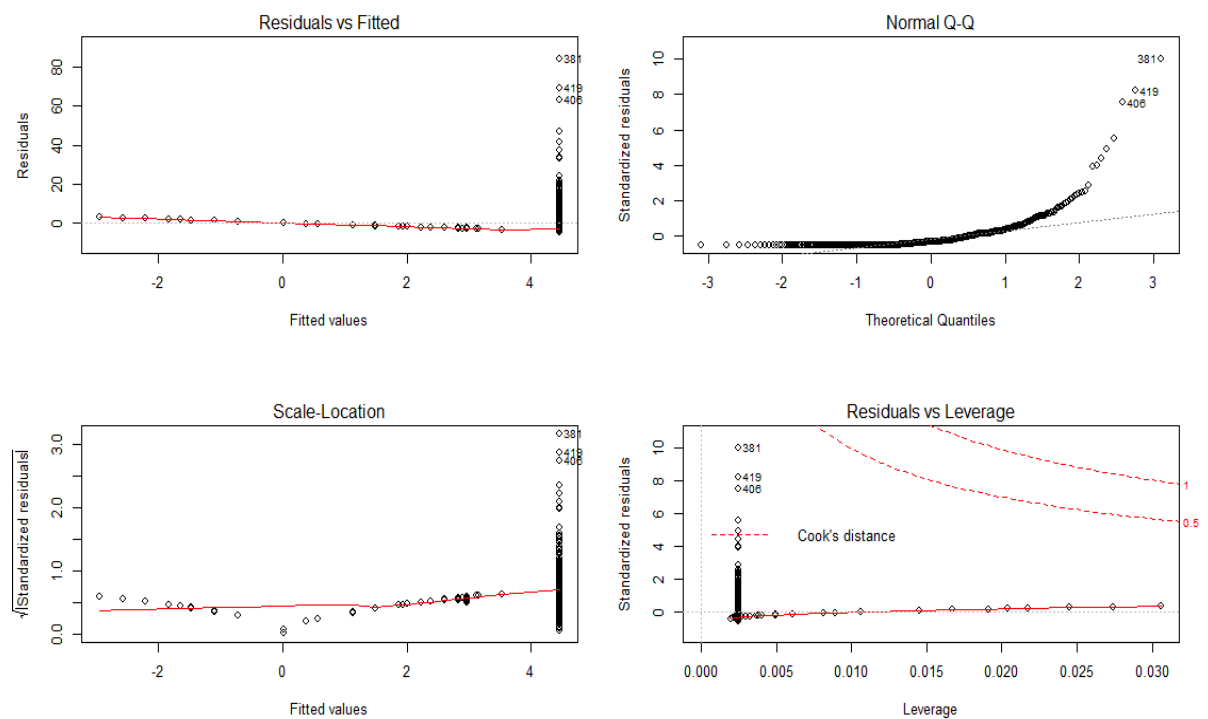 Residuals vs Fitted
Residuals
80
60
40
20
0
381
419
406
-2 0 2 4
Fitted values
Normal Q-Q
Standardized residuals
10
8
6
4
2
0
381
419
406
-3 -2 -1 0 1 2 3
Theoretical Quantiles
Scale-Location
√|Standardized residuals|
3.0
2.0
1.0
0.0
381
419
406
-2 0 2 4
Fitted values
Residuals vs Leverage
Standardized residuals
10
8
6
4
2
0
381
419
406
Cook's distance
1
0.5
0.000 0.005 0.010 0.015 0.020 0.025 0.030
Leverage